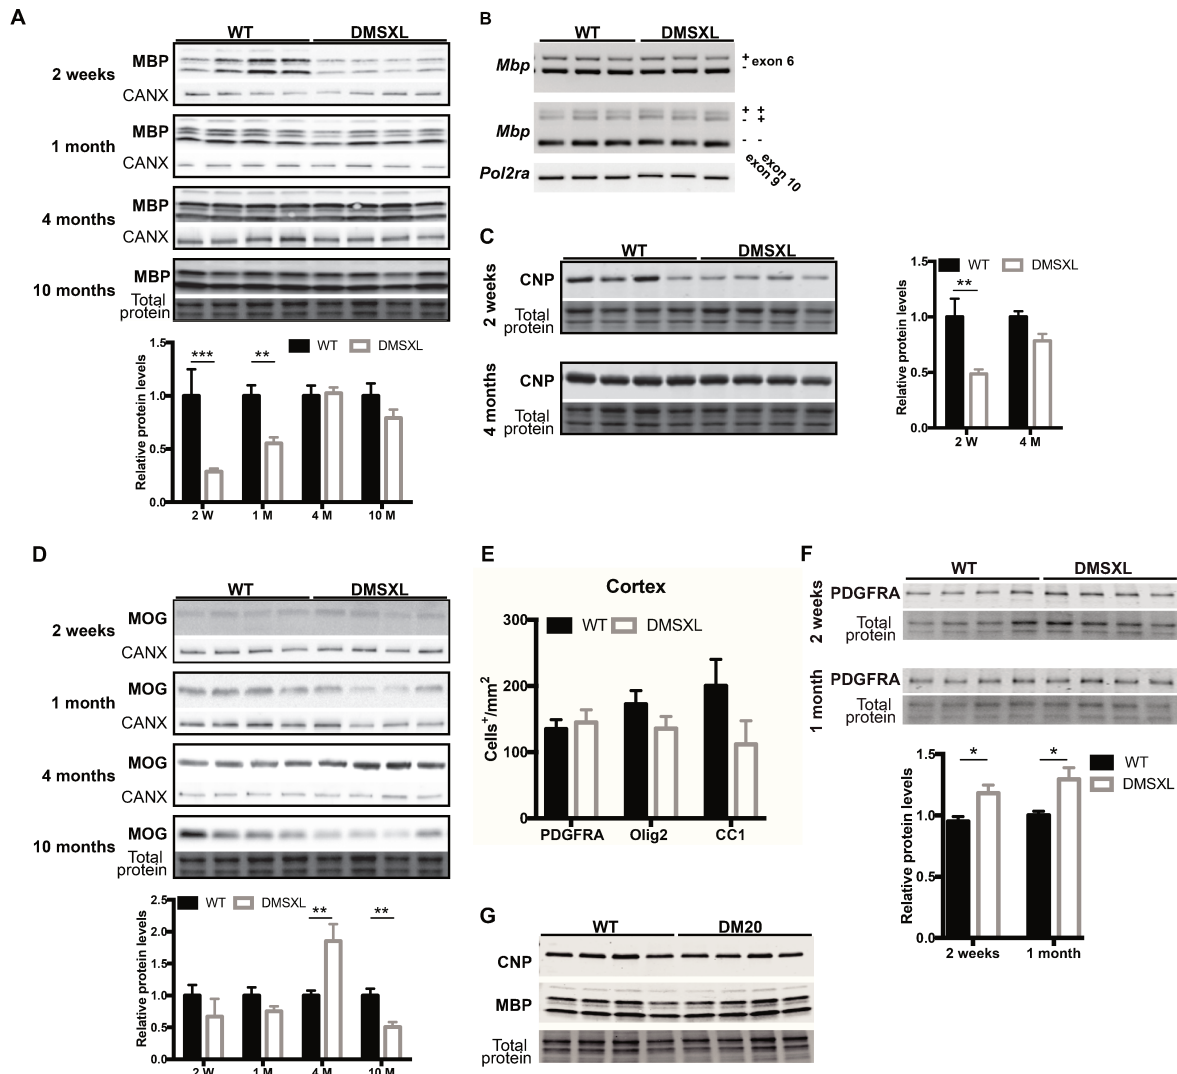 A
WT DMSXL
2 weeks
MBP
CANX
1 month
MBP
CANX
4 months
MBP
CANX
10 months
MBP
Total
protein
Relative protein levels
1.5
1.0
0.5
0.0
WT DMSXL
*** **
2 W 1 M 4 M 10 M
B
WT DMSXL
Mbp
+ exon 6
-
Mbp
+ +
- +
- -
exon 9
exon 10
Pol2ra
C
WT DMSXL
2 weeks
CNP
Total
protein
4 months
CNP
Total
protein
Relative protein levels
1.5
1.0
0.5
0.0
WT DMSXL
**
2 W 4 M
D
WT DMSXL
2 weeks
MOG
CANX
1 month
MOG
CANX
4 months
MOG
CANX
10 months
MOG
Total
protein
Relative protein levels
2.5
2.0
1.5
1.0
0.5
0.0
WT DMSXL
** **
2 W 1 M 4 M 10 M
E
Cortex
Cells+/mm2
300
200
100
0
WT DMSXL
PDGFRA Olig2 CC1
F
WT DMSXL
2 weeks
PDGFRA
Total
protein
1 month
PDGFRA
Total
protein
Relative protein levels
1.5
1.0
0.5
0.0
* *
WT
DMSXL
2 weeks 1 month
G
WT DM20
CNP
MBP
Total
protein